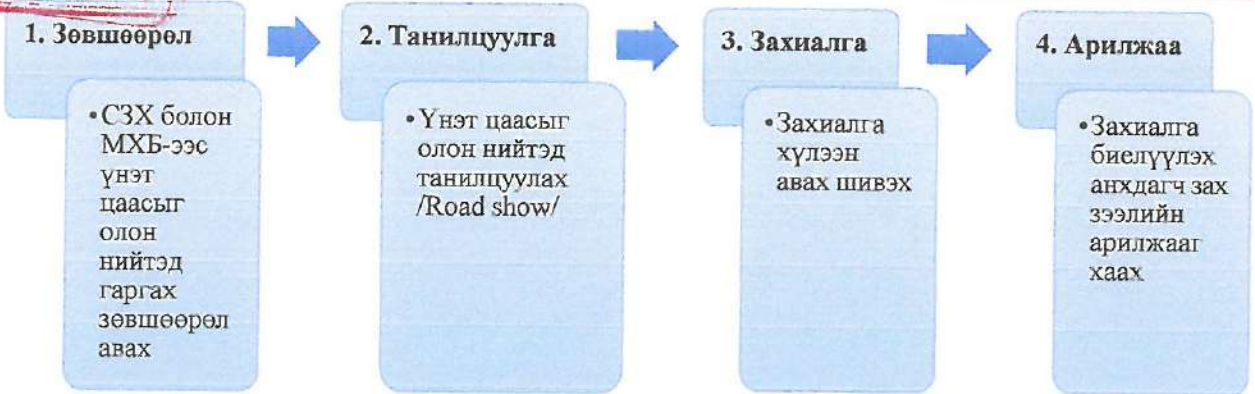 1. Зөвшөөрөл
•СЗХ болон
МХБ-ээс
үнэт
цаасыг
олон
нийтэд
гаргах
зөвшөөрөл
авах
2. Танилцуулга
•Үнэт цаасыг
олон нийтэд
танилцуулах
/Road show/
3. Захиалга
•Захиалга
хүлээн
авах шивэх
4. Арилжаа
•Захиалга
биелүүлэх
анхдагч зах
зээлийн
арилжааг
хаах